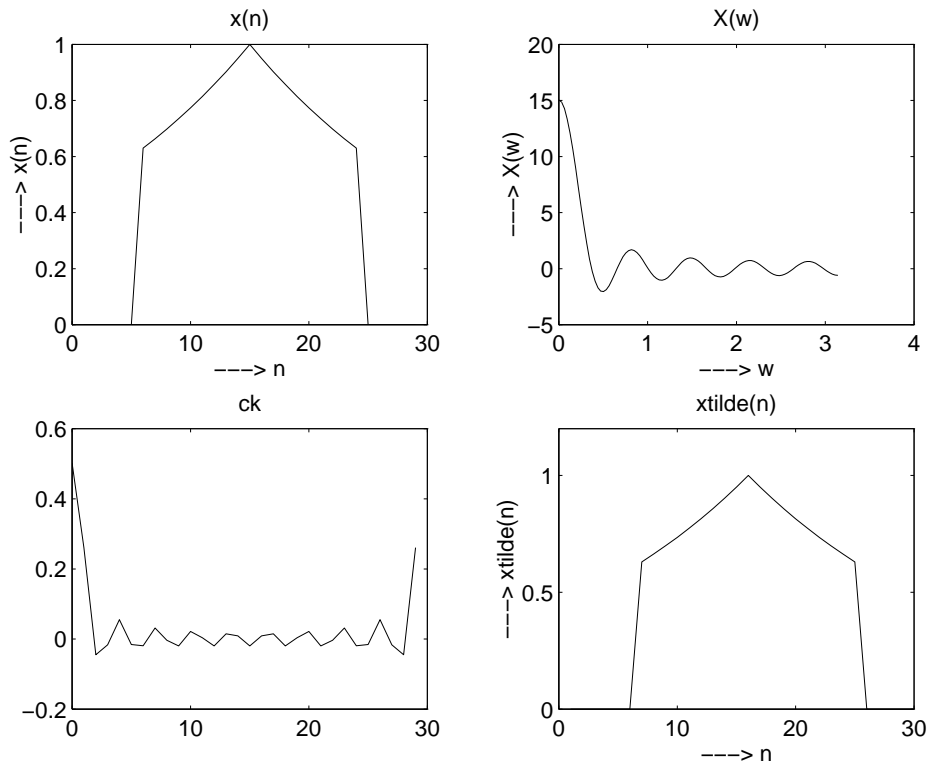 x(n)
1
0.8
0.6
0.4
0.2
0
---> x(n)
0 10 20 30
---> n
X(w)
20
15
10
5
0
−5
---> X(w)
0 1 2 3 4
---> w
ck
0.6
0.4
0.2
0
−0.2
0 10 20 30
xtilde(n)
1
0.5
0
---> xtilde(n)
0 10 20 30
---> n